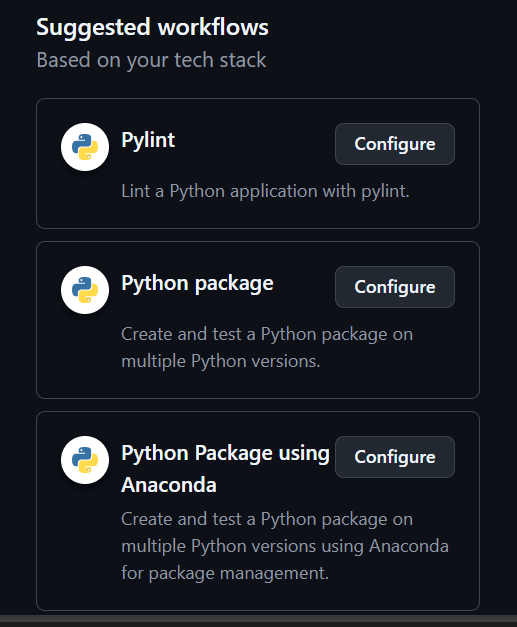 Suggested workflows
Based on your tech stack
Pylint
Configure
Lint a Python application with pylint.
Python package
Configure
Create and test a Python package on
multiple Python versions.
Python Package using
Anaconda
Configure
Create and test a Python package on
multiple Python versions using Anaconda
for package management.